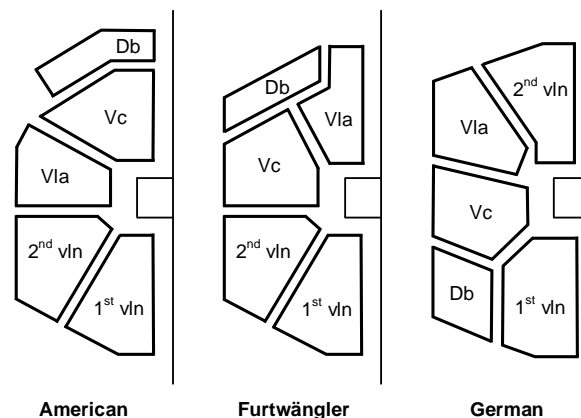 Db
Vc
Vla
2nd vln
1st vln
American
Db
Vla
Vc
2nd vln
1st vln
Furtwängler
2nd vln
Vla
Vc
Db
1st vln
German